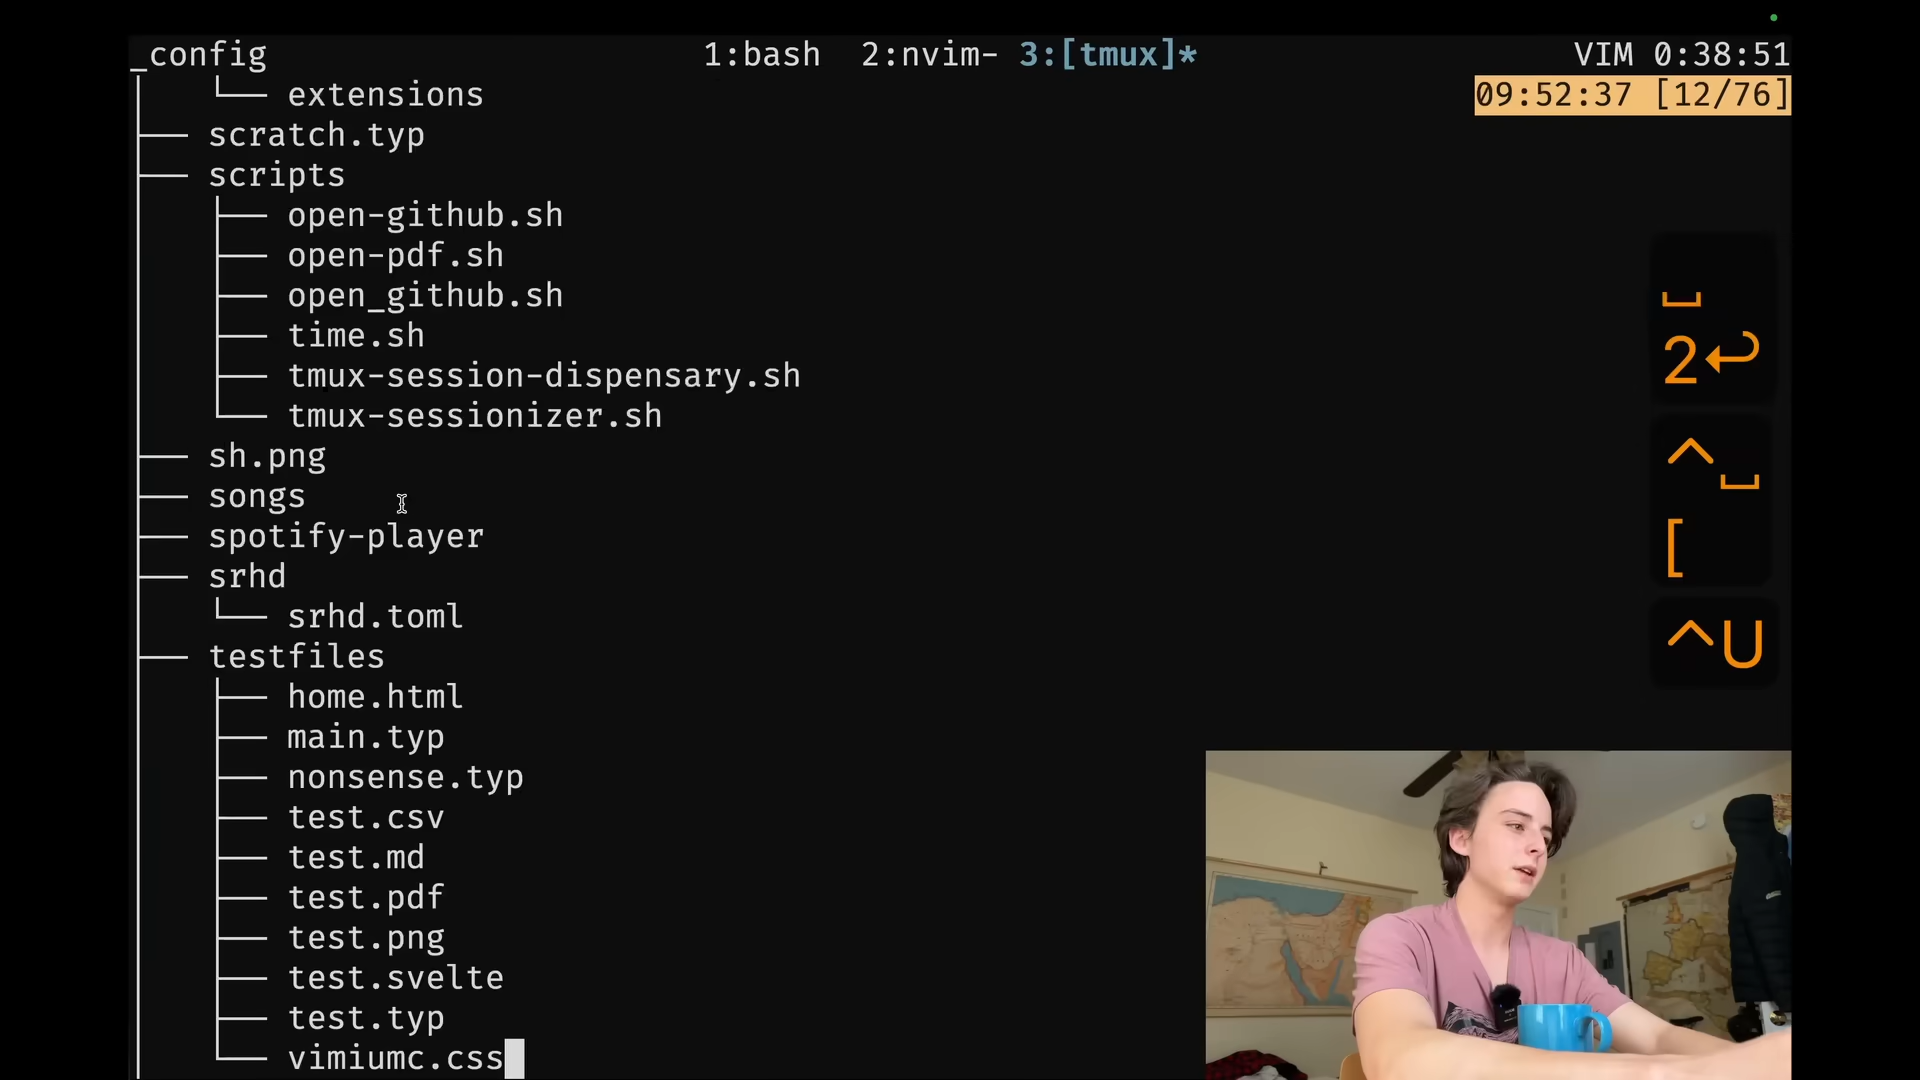 _config 1:bash 2:nvim- 3:[tmux]* VIM 0:38:51
└── extensions 09:52:37 [12/76]
├── scratch.typ
├── scripts
├── open-github.sh
├── open-pdf.sh
├── open_github.sh
├── time.sh
├── tmux-session-dispensary.sh
└── tmux-sessionizer.sh
├── sh.png
├── songs
├── spotify-player
├── srhd
└── srhd.toml
├── testfiles
├── home.html
├── main.typ
├── nonsense.typ
├── test.csv
├── test.md
├── test.pdf
├── test.png
├── test.svelte
├── test.typ
└── vimiumc.css
␣
2↩
^␣
[
^U